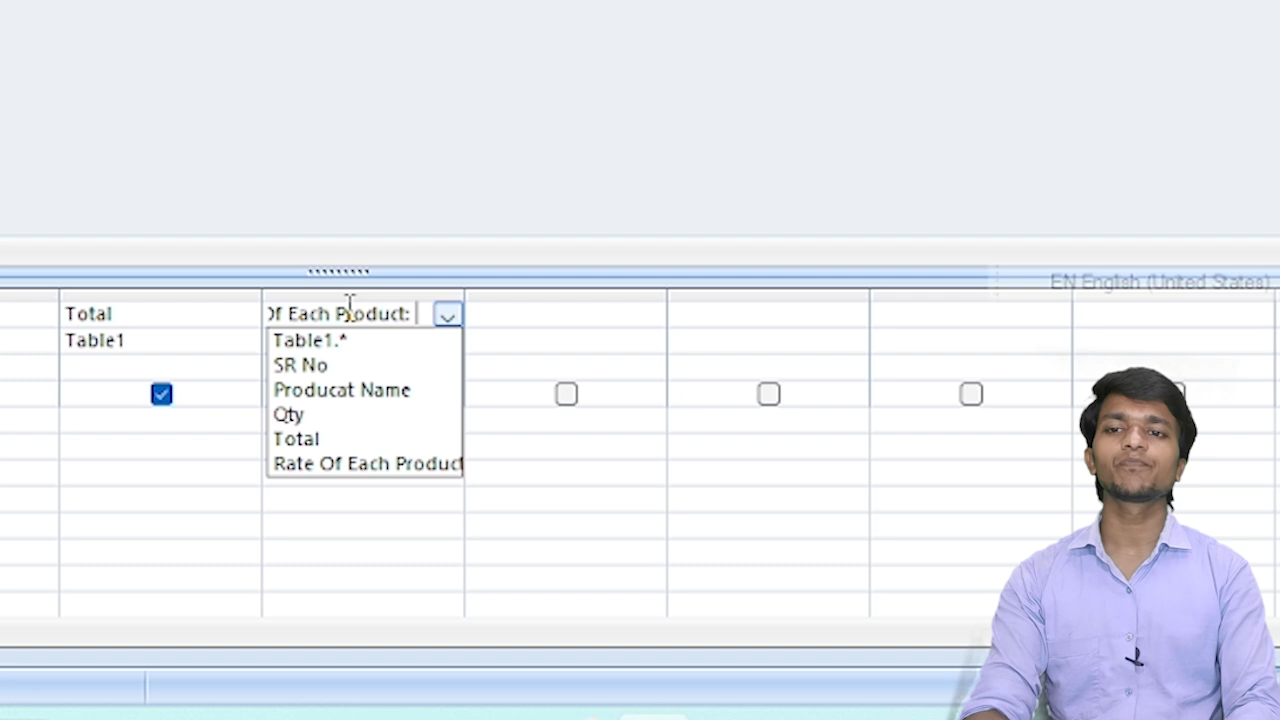 EN English (United States)
Total
Of Each Product:
Table1
Table1.*
SR No
Producat Name
Qty
Total
Rate Of Each Product